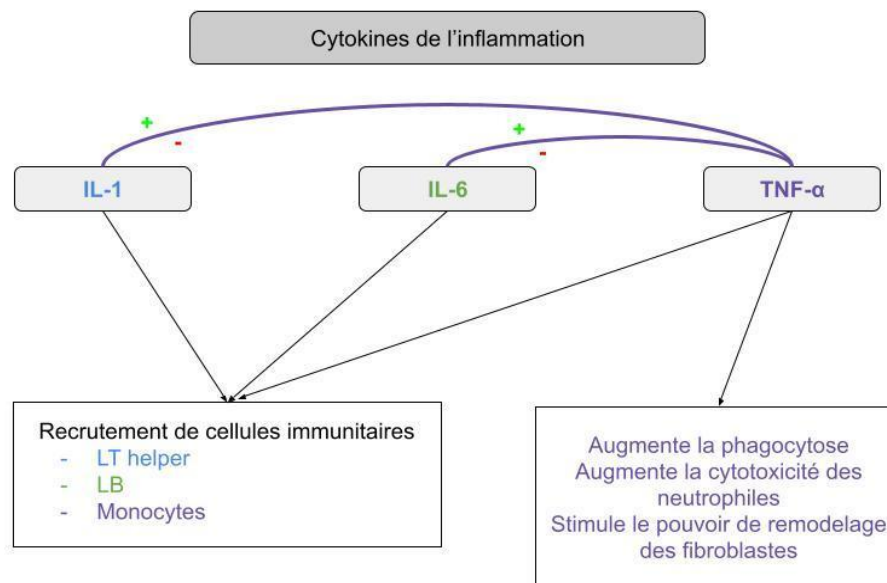 Cytokines de l’inflammation
+
-
+
-
IL-1
IL-6
TNF-α
Recrutement de cellules immunitaires
- LT helper
- LB
- Monocytes
Augmente la phagocytose
Augmente la cytotoxicité des
neutrophiles
Stimule le pouvoir de remodelage
des fibroblastes